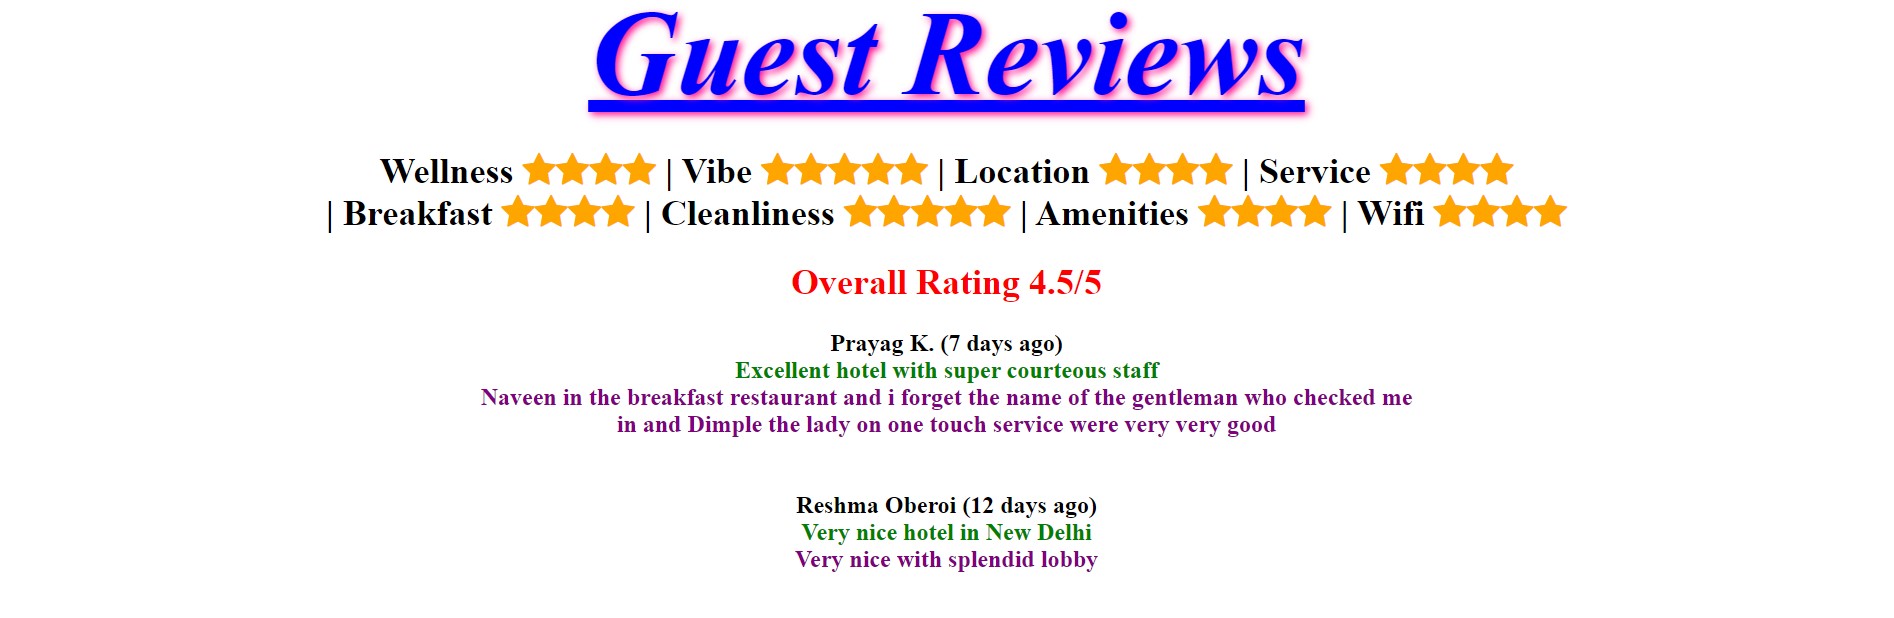 Guest Reviews
Wellness ⭐⭐⭐⭐ | Vibe ⭐⭐⭐⭐⭐ | Location ⭐⭐⭐⭐ | Service ⭐⭐⭐⭐
| Breakfast ⭐⭐⭐⭐ | Cleanliness ⭐⭐⭐⭐⭐ | Amenities ⭐⭐⭐⭐ | Wifi ⭐⭐⭐⭐
Overall Rating 4.5/5
Prayag K. (7 days ago)
Excellent hotel with super courteous staff
Naveen in the breakfast restaurant and i forget the name of the gentleman who checked me
in and Dimple the lady on one touch service were very very good
Reshma Oberoi (12 days ago)
Very nice hotel in New Delhi
Very nice with splendid lobby